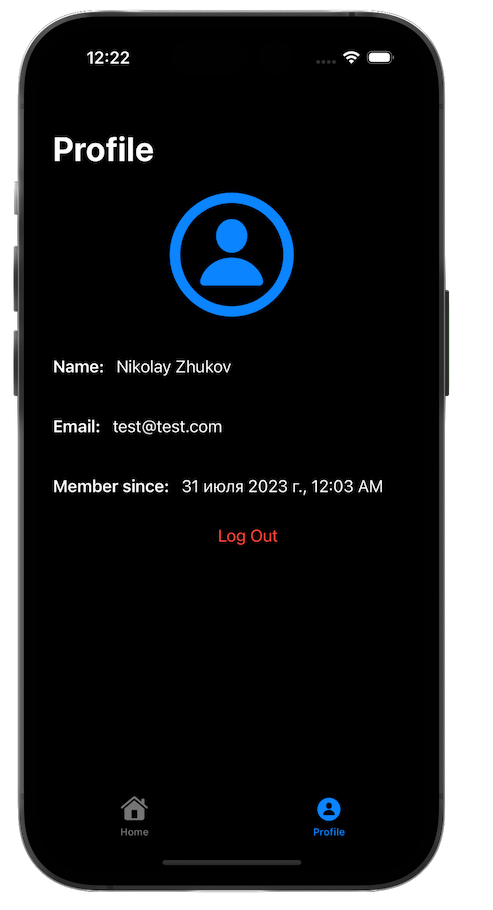 12:22
Profile
Name: Nikolay Zhukov
Email: test@test.com
Member since: 31 июля 2023 г., 12:03 AM
Log Out
Home
Profile